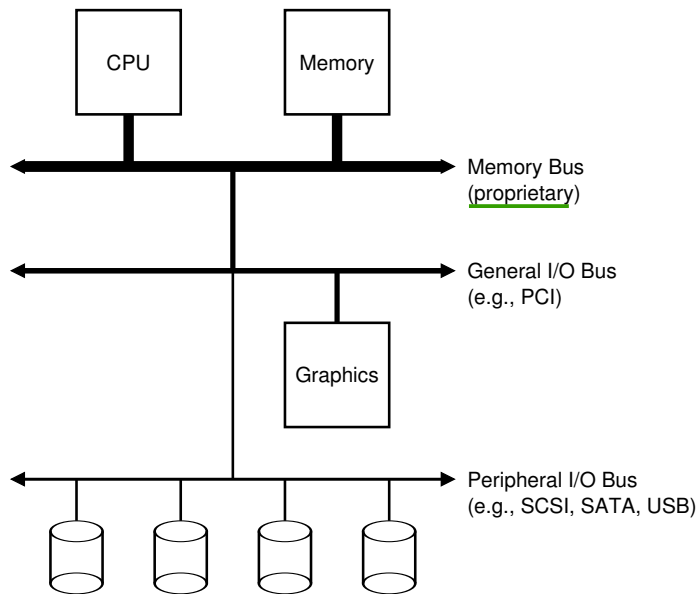 CPU
Memory
Memory Bus
(proprietary)
General I/O Bus
(e.g., PCI)
Graphics
Peripheral I/O Bus
(e.g., SCSI, SATA, USB)